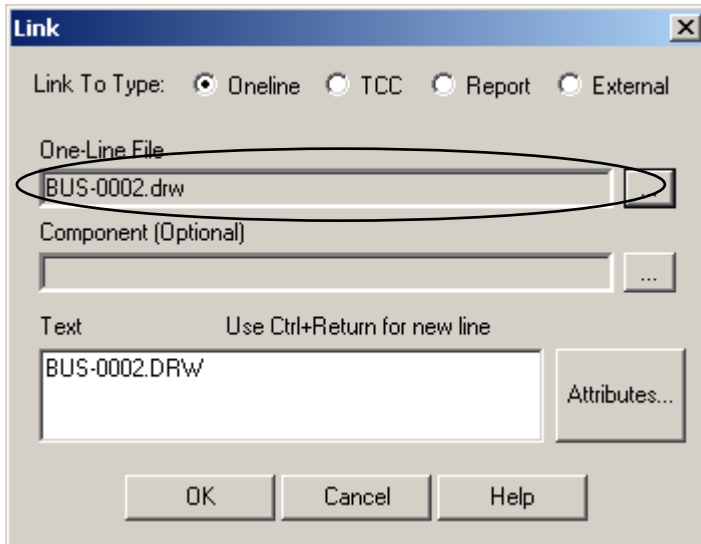 Link
Link To Type: Oneline TCC Report External
One-Line File
BUS-0002.drw ...
Component (Optional)
...
Text Use Ctrl+Return for new line
BUS-0002.DRW
Attributes...
OK Cancel Help